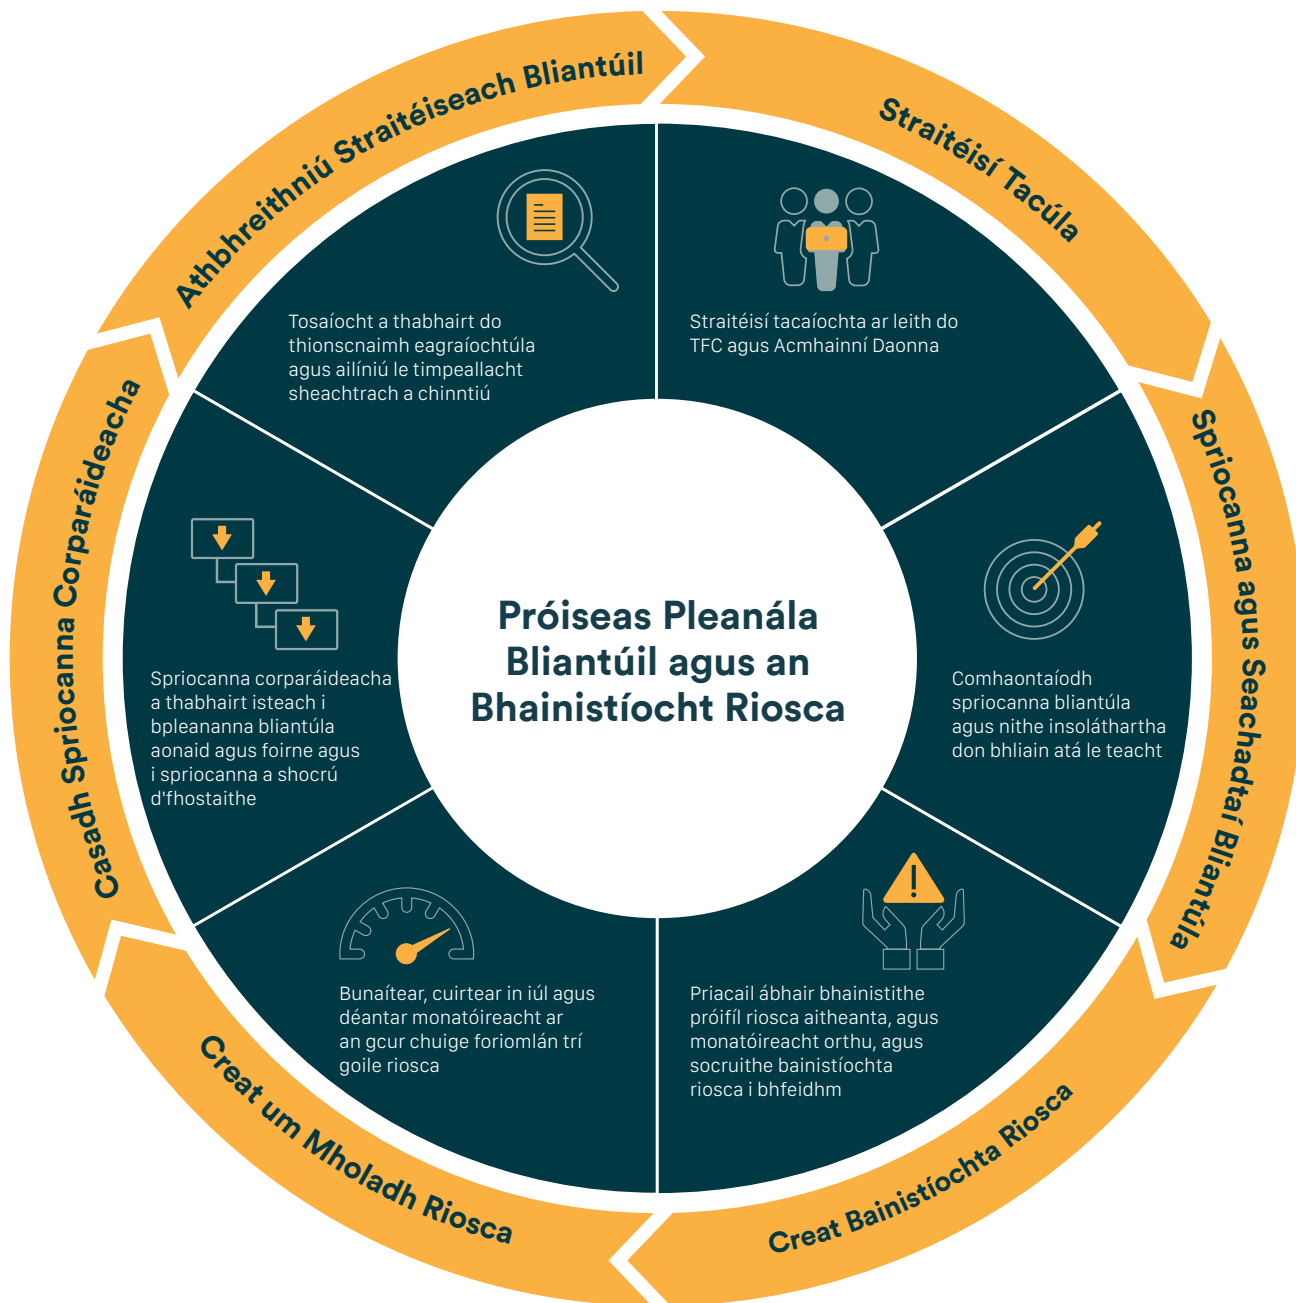 Athbhreithniú Straitéiseach Bliantúil
Tosaíocht a thabhairt do
thionscnaimh eagraíochtúla
agus ailíniú le timpeallacht
sheachtrach a chinntiú
Straitéisí Tacúla
Straitéisí tacaíochta ar leith do
TFC agus Acmhainní Daonna
Spriocanna agus Seachadtaí Bliantúla
Comhaontaíodh
spriocanna bliantúla
agus nithe insoláthartha
don bhliain atá le teacht
Creat Bainistíochta Riosca
Priacail ábhair bhainistithe
próifíl riosca aitheanta, agus
monatóireacht orthu, agus
socruithe bainistíochta
riosca i bhfeidhm
Creat um Mholadh Riosca
Bunaítear, cuirtear in iúl agus
déantar monatóireacht ar
an gcur chuige foriomlán trí
goile riosca
Casadh Spriocanna Corparáideacha
Spriocanna corparáideacha
a thabhairt isteach i
bpleananna bliantúla
aonaid agus foirne agus
i spriocanna a shocrú
d'fhostaithe
Próiseas Pleanála
Bliantúil agus an
Bhainistíocht Riosca